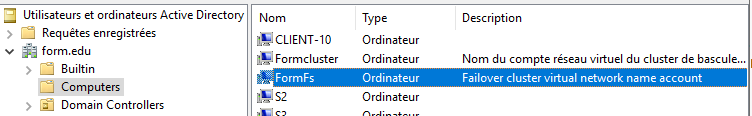 Utilisateurs et ordinateurs Active Directory
Requêtes enregistrées
form.edu
Builtin
Computers
Domain Controllers
Nom Type Description
CLIENT-10 Ordinateur
Formcluster Ordinateur Nom du compte réseau virtuel du cluster de bascule...
FormFs Ordinateur Failover cluster virtual network name account
S2 Ordinateur
S3 Ordinateur